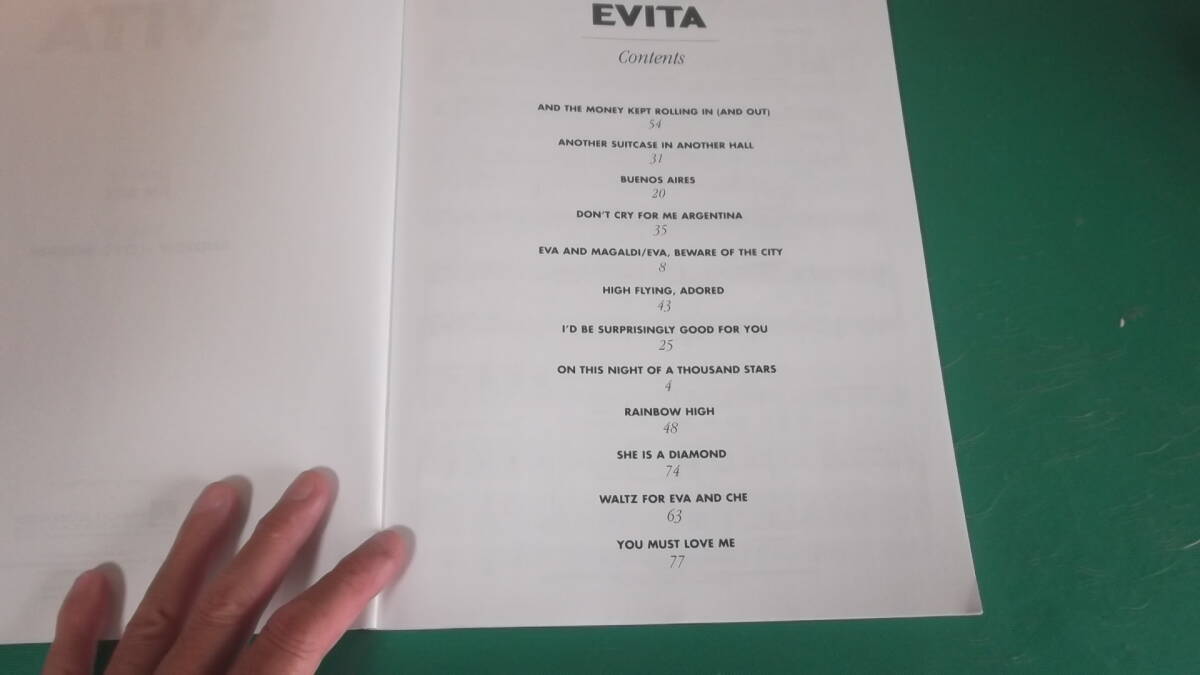 EVITA
Contents
AND THE MONEY KEPT ROLLING IN (AND OUT)
54
ANOTHER SUITCASE IN ANOTHER HALL
31
BUENOS AIRES
20
DON'T CRY FOR ME ARGENTINA
35
EVA AND MAGALDI/EVA, BEWARE OF THE CITY
8
HIGH FLYING, ADORED
43
I'D BE SURPRISINGLY GOOD FOR YOU
25
ON THIS NIGHT OF A THOUSAND STARS
4
RAINBOW HIGH
48
SHE IS A DIAMOND
74
WALTZ FOR EVA AND CHE
63
YOU MUST LOVE ME
77